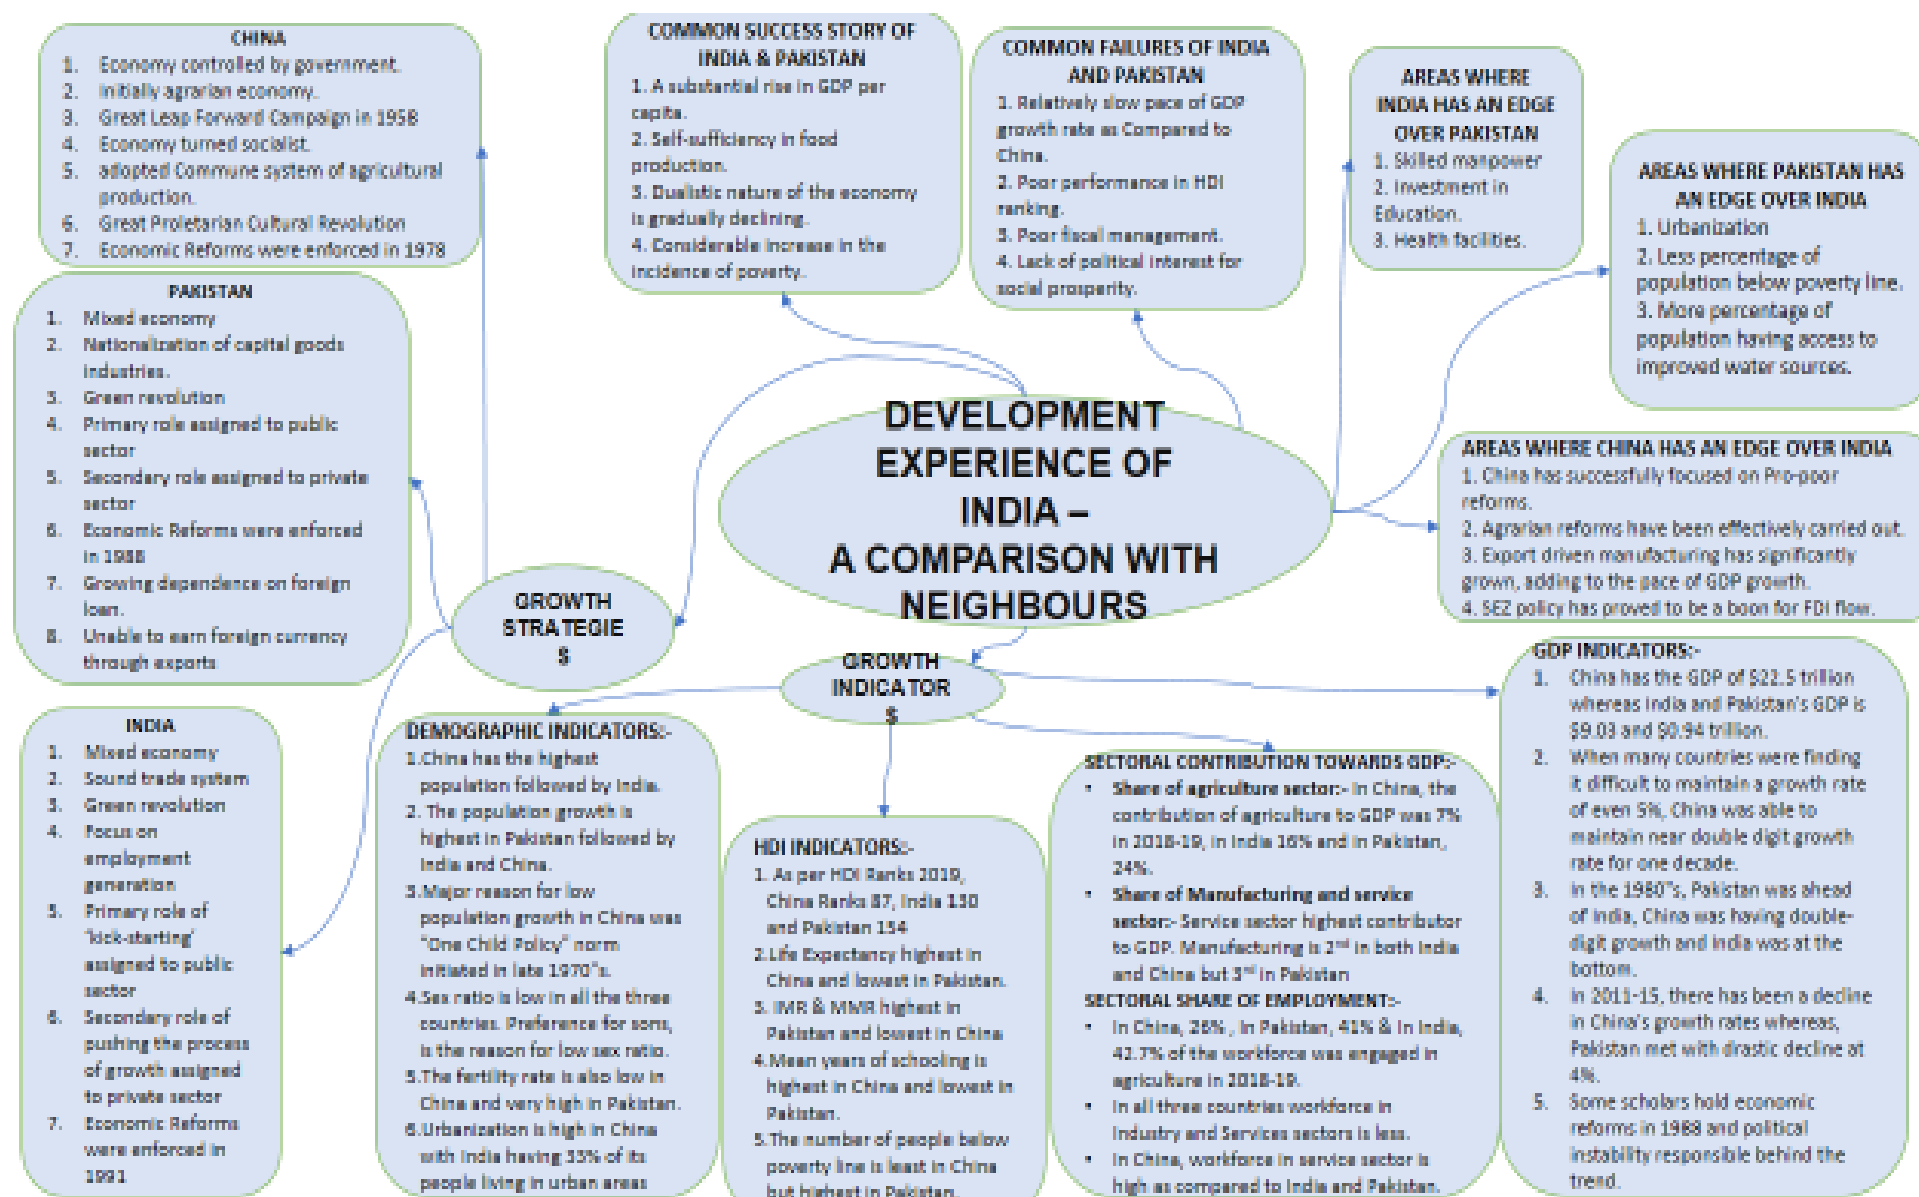 CHINA
1. Economy controlled by government.
2. Initially agrarian economy.
3. Great Leap Forward Campaign in 1958
4. Economy turned socialist.
5. adopted Commune system of agricultural
production.
6. Great Proletarian Cultural Revolution
7. Economic Reforms were enforced in 1978
COMMON SUCCESS STORY OF
INDIA & PAKISTAN
1. A substantial rise in GDP per
capita.
2. Self-sufficiency in food
production.
3. Dualistic nature of the economy
is gradually declining.
4. Considerable increase in the
incidence of poverty.
COMMON FAILURES OF INDIA
AND PAKISTAN
1. Relatively slow pace of GDP
growth rate as Compared to
China.
2. Poor performance in HDI
ranking.
3. Poor fiscal management.
4. Lack of political interest for
social prosperity.
AREAS WHERE
INDIA HAS AN EDGE
OVER PAKISTAN
1. Skilled manpower
2. Investment in
Education.
3. Health facilities.
AREAS WHERE PAKISTAN HAS
AN EDGE OVER INDIA
1. Urbanization
2. Less percentage of
population below poverty line.
3. More percentage of
population having access to
improved water sources.
PAKISTAN
1. Mixed economy
2. Nationalization of capital goods
industries.
3. Green revolution
4. Primary role assigned to public
sector
5. Secondary role assigned to private
sector
6. Economic Reforms were enforced
in 1988
7. Growing dependence on foreign
loan.
8. Unable to earn foreign currency
through exports
DEVELOPMENT
EXPERIENCE OF
INDIA –
A COMPARISON WITH
NEIGHBOURS
AREAS WHERE CHINA HAS AN EDGE OVER INDIA
1. China has successfully focused on Pro-poor
reforms.
2. Agrarian reforms have been effectively carried out.
3. Export driven manufacturing has significantly
grown, adding to the pace of GDP growth.
4. SEZ policy has proved to be a boon for FDI flow.
GROWTH
STRATEGIE
S
GROWTH
INDICATOR
S
INDIA
1. Mixed economy
2. Sound trade system
3. Green revolution
4. Focus on
employment
generation
5. Primary role of
'kick-starting'
assigned to public
sector
6. Secondary role of
pushing the process
of growth assigned
to private sector
7. Economic Reforms
were enforced in
1991
DEMOGRAPHIC INDICATORS:-
1.China has the highest
population followed by India.
2. The population growth is
highest in Pakistan followed by
India and China.
3.Major reason for low
population growth in China was
"One Child Policy" norm
initiated in late 1970"s.
4.Sex ratio is low in all the three
countries. Preference for sons,
is the reason for low sex ratio.
5.The fertility rate is also low in
China and very high in Pakistan.
6.Urbanization is high in China
with India having 33% of its
people living in urban areas
HDI INDICATORS:-
1. As per HDI Ranks 2019,
China Ranks 87, India 130
and Pakistan 154
2.Life Expectancy highest in
China and lowest in Pakistan.
3. IMR & MMR highest in
Pakistan and lowest in China
4.Mean years of schooling is
highest in China and lowest in
Pakistan.
5.The number of people below
poverty line is least in China
but highest in Pakistan.
SECTORAL CONTRIBUTION TOWARDS GDP:-
• Share of agriculture sector:- In China, the
contribution of agriculture to GDP was 7%
in 2018-19, in India 16% and in Pakistan,
24%.
• Share of Manufacturing and service
sector:- Service sector highest contributor
to GDP. Manufacturing is 2nd in both India
and China but 3rd in Pakistan
SECTORAL SHARE OF EMPLOYMENT:-
• In China, 26% , In Pakistan, 41% & In India,
42.7% of the workforce was engaged in
agriculture in 2018-19.
• In all three countries workforce in
Industry and Services sectors is less.
• In China, workforce in service sector is
high as compared to India and Pakistan.
GDP INDICATORS:-
1. China has the GDP of $22.5 trillion
whereas India and Pakistan's GDP is
$9.03 and $0.94 trillion.
2. When many countries were finding
it difficult to maintain a growth rate
of even 5%, China was able to
maintain near double digit growth
rate for one decade.
3. In the 1980"s, Pakistan was ahead
of India, China was having double-
digit growth and India was at the
bottom.
4. In 2011-15, there has been a decline
in China's growth rates whereas,
Pakistan met with drastic decline at
4%.
5. Some scholars hold economic
reforms in 1988 and political
instability responsible behind the
trend.